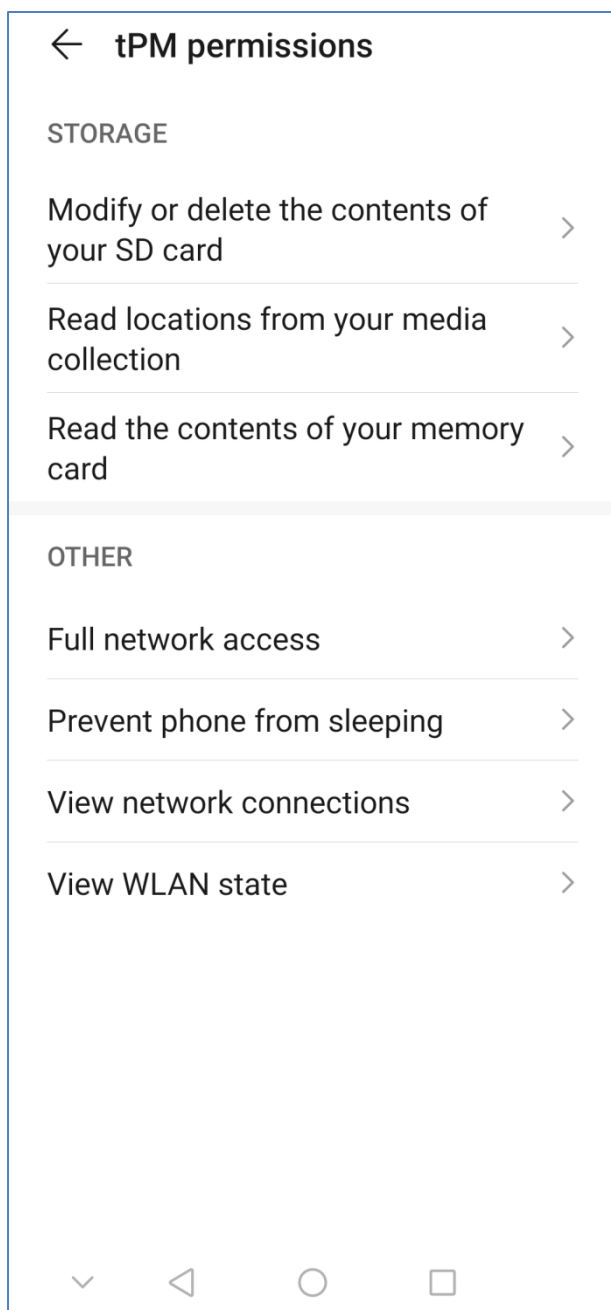 tPM permissions
STORAGE
Modify or delete the contents of
your SD card
Read locations from your media
collection
Read the contents of your memory
card
OTHER
Full network access
Prevent phone from sleeping
View network connections
View WLAN state